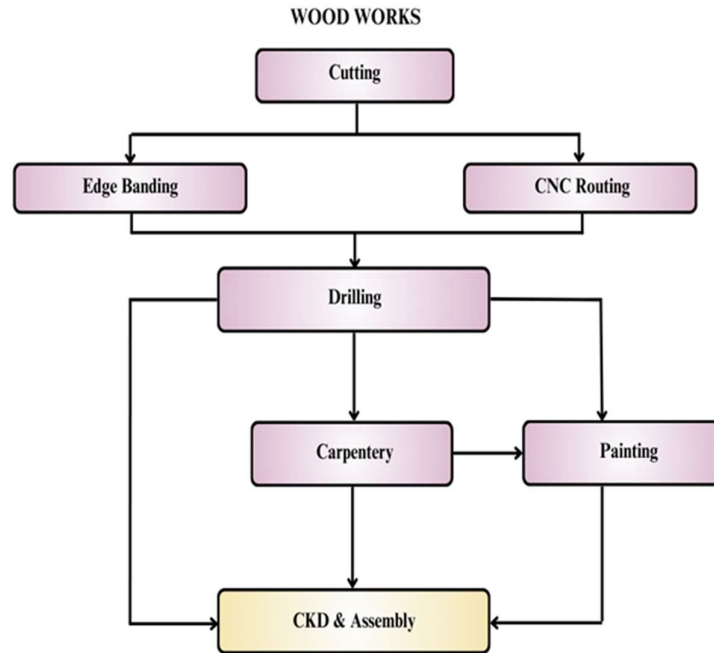 WOOD WORKS
Cutting
Edge Banding
CNC Routing
Drilling
Carpentery
Painting
CKD & Assembly